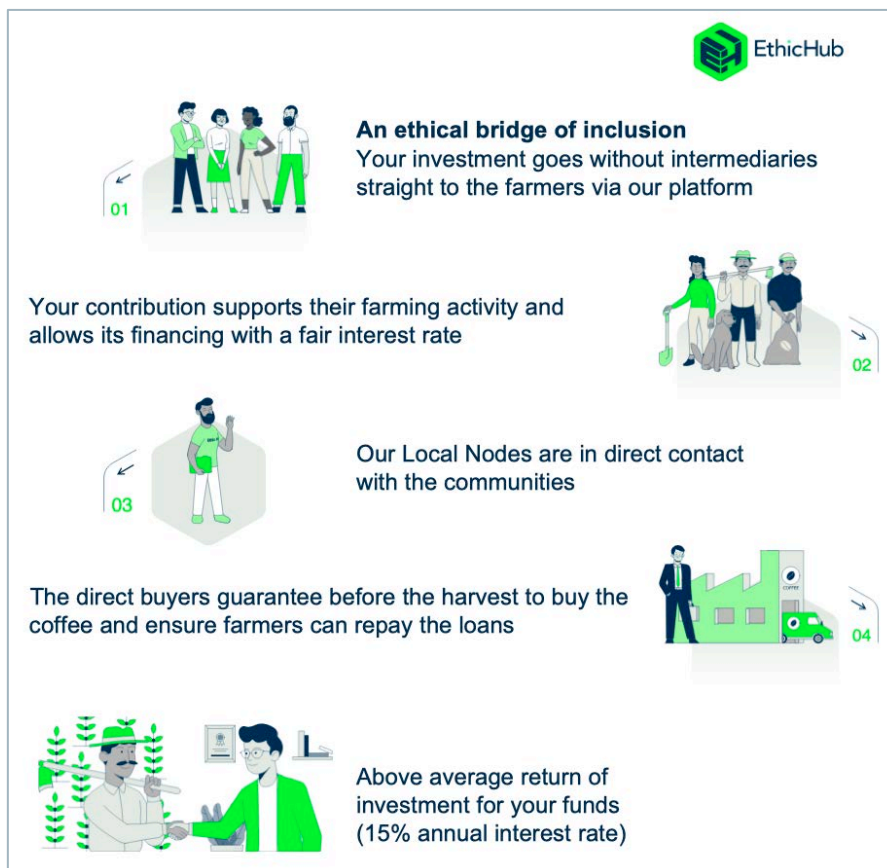 EthicHub
An ethical bridge of inclusion
Your investment goes without intermediaries
straight to the farmers via our platform
01
Your contribution supports their farming activity and
allows its financing with a fair interest rate
02
Our Local Nodes are in direct contact
with the communities
03
COFFEE
The direct buyers guarantee before the harvest to buy the
coffee and ensure farmers can repay the loans
04
Above average return of
investment for your funds
(15% annual interest rate)